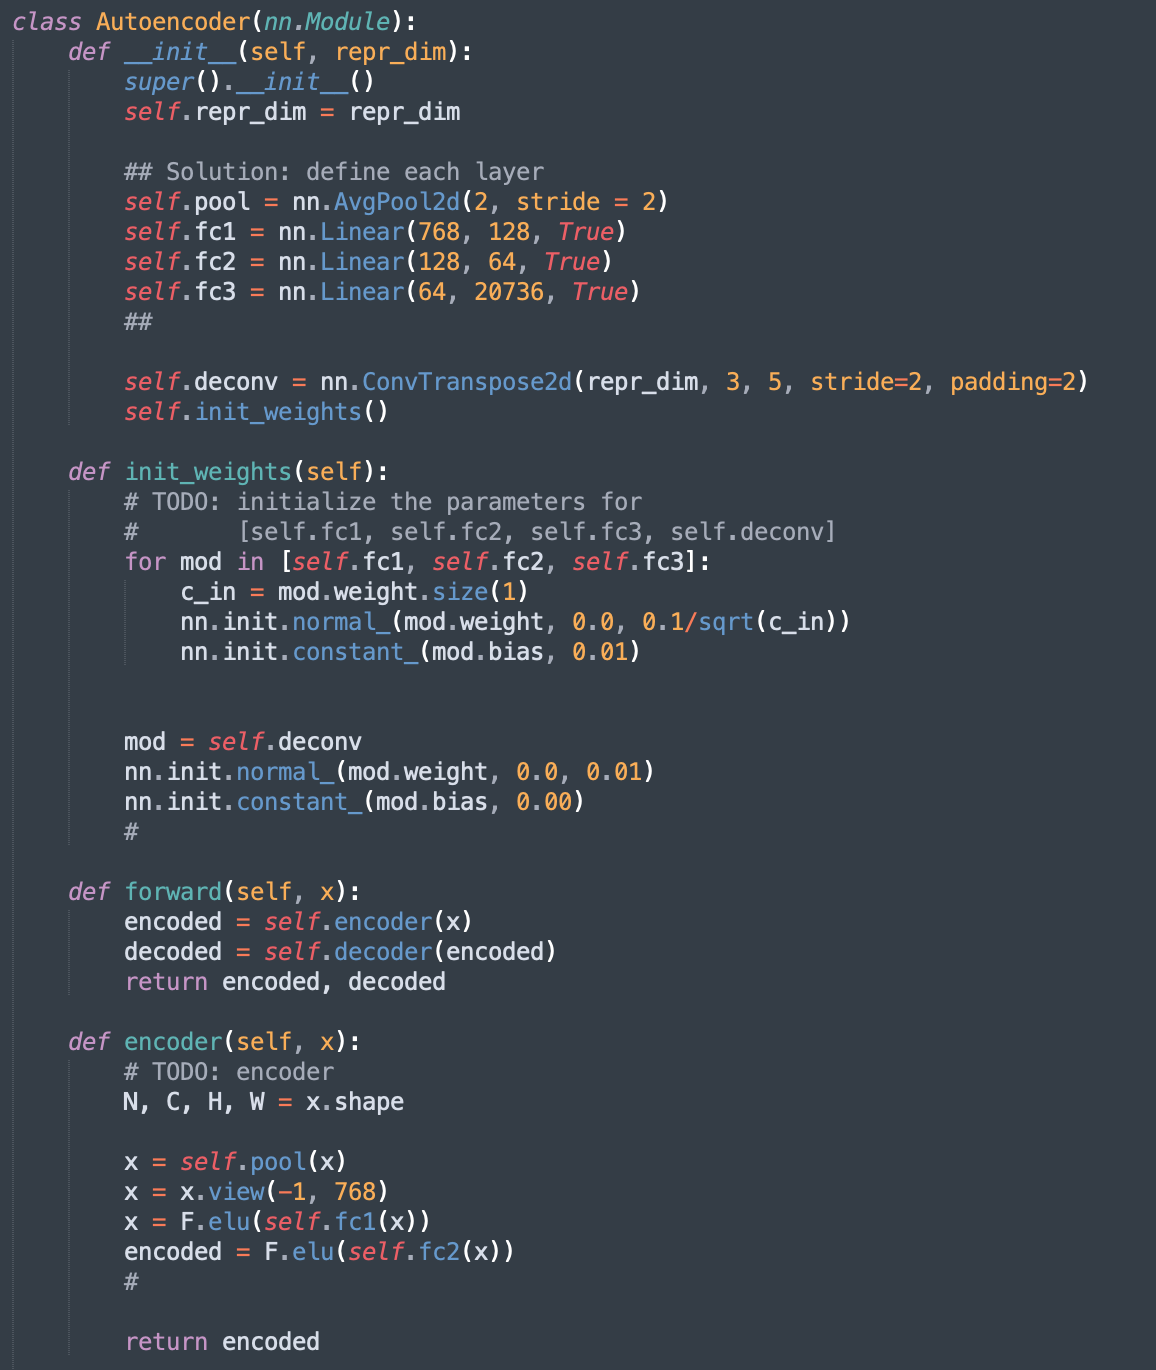 class Autoencoder(nn.Module):
    def __init__(self, repr_dim):
        super().__init__()
        self.repr_dim = repr_dim

        ## Solution: define each layer
        self.pool = nn.AvgPool2d(2, stride = 2)
        self.fc1 = nn.Linear(768, 128, True)
        self.fc2 = nn.Linear(128, 64, True)
        self.fc3 = nn.Linear(64, 20736, True)
        ##

        self.deconv = nn.ConvTranspose2d(repr_dim, 3, 5, stride=2, padding=2)
        self.init_weights()

    def init_weights(self):
        # TODO: initialize the parameters for
        #       [self.fc1, self.fc2, self.fc3, self.deconv]
        for mod in [self.fc1, self.fc2, self.fc3]:
            c_in = mod.weight.size(1)
            nn.init.normal_(mod.weight, 0.0, 0.1/sqrt(c_in))
            nn.init.constant_(mod.bias, 0.01)


        mod = self.deconv
        nn.init.normal_(mod.weight, 0.0, 0.01)
        nn.init.constant_(mod.bias, 0.00)
        #

    def forward(self, x):
        encoded = self.encoder(x)
        decoded = self.decoder(encoded)
        return encoded, decoded

    def encoder(self, x):
        # TODO: encoder
        N, C, H, W = x.shape

        x = self.pool(x)
        x = x.view(-1, 768)
        x = F.elu(self.fc1(x))
        encoded = F.elu(self.fc2(x))
        #

        return encoded